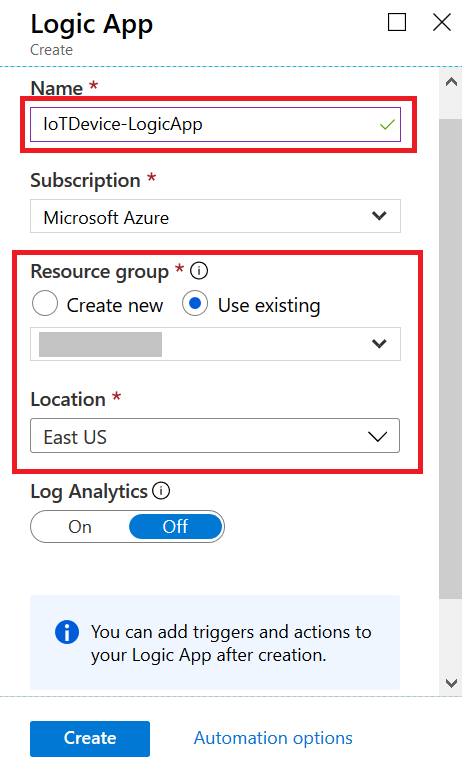 Logic App
Create
Name *
IoTDevice-LogicApp
Subscription *
Microsoft Azure
Resource group *
Create new
Use existing
Location *
East US
Log Analytics
On
Off
You can add triggers and actions to
your Logic App after creation.
Create
Automation options